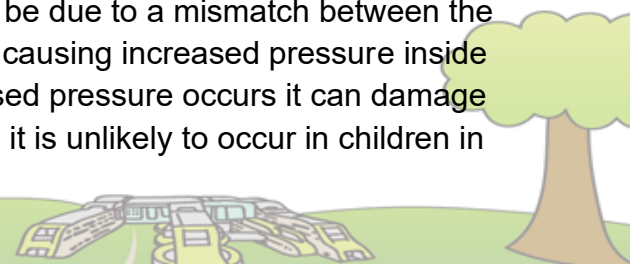 be due to a mismatch between the
causing increased pressure inside
pressure occurs it can damage
it is unlikely to occur in children in